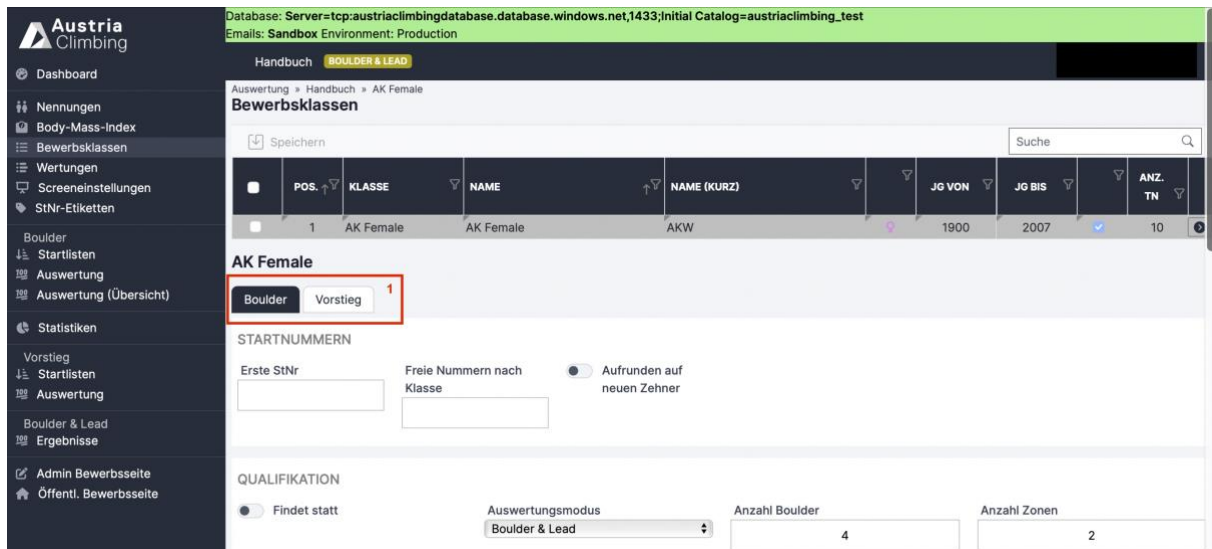 Austria
Climbing
Dashboard
Nennungen
Body-Mass-Index
Bewerbsklassen
Wertungen
Screeneinstellungen
StNr-Etiketten
Boulder
Startlisten
Auswertung
Auswertung (Übersicht)
Statistiken
Vorstieg
Startlisten
Auswertung
Boulder & Lead
Ergebnisse
Admin Bewerbsseite
Öffentl. Bewerbsseite
Database: Server=tcp:austriaclimbingdatabase.database.windows.net,1433;Initial Catalog=austriaclimbing_test
Emails: Sandbox Environment: Production
Handbuch BOULDER & LEAD
Auswertung » Handbuch » AK Female
Bewerbsklassen
Speichern Suche
POS. KLASSE NAME NAME (KURZ) JG VON JG BIS ANZ. TN
1 AK Female AK Female AKW 1900 2007 10
AK Female
Boulder Vorstieg 1
STARTNUMMERN
Erste StNr Freie Nummern nach Klasse Aufrunden auf neuen Zehner
QUALIFIKATION
Findet statt Auswertungsmodus Anzahl Boulder Anzahl Zonen
Boulder & Lead 4 2